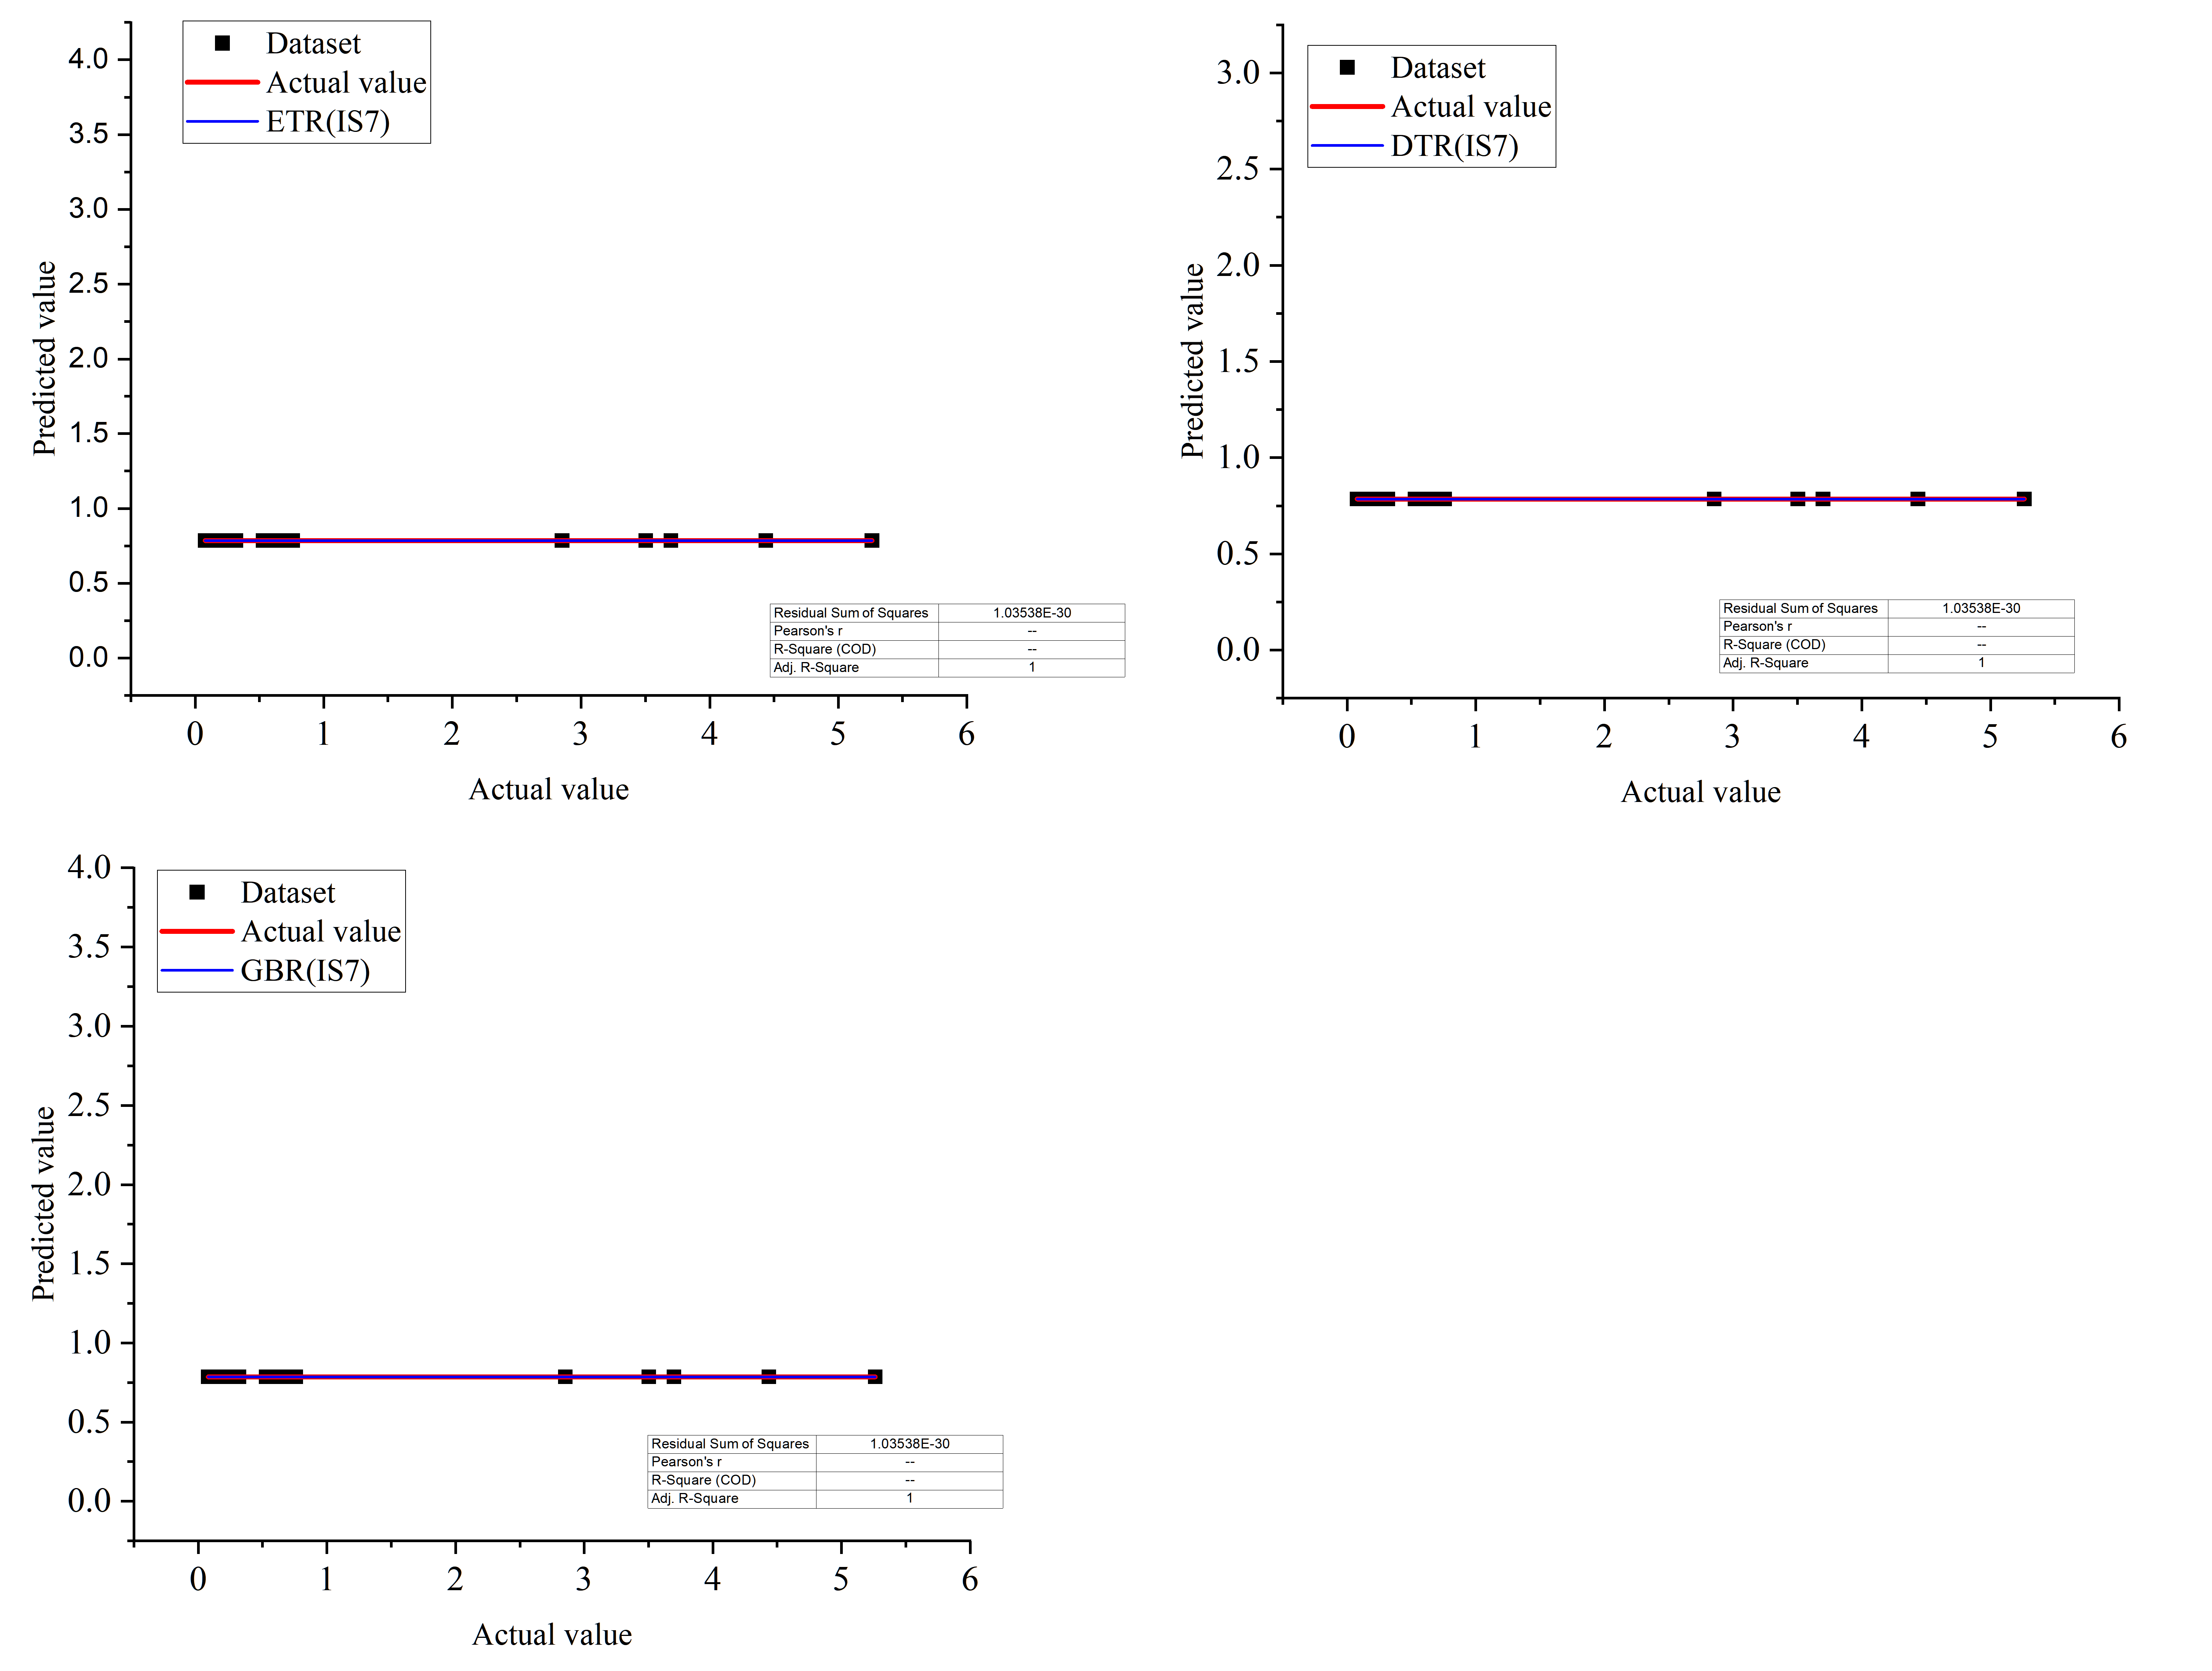 Dataset
Actual value
ETR(IS7)
4.0
3.5
3.0
2.5
2.0
1.5
1.0
0.5
0.0
Predicted value
Residual Sum of Squares 1.03538E-30
Pearson's r --
R-Square (COD) --
Adj. R-Square 1
0 1 2 3 4 5 6
Actual value
Dataset
Actual value
DTR(IS7)
3.0
2.5
2.0
1.5
1.0
0.5
0.0
Predicted value
Residual Sum of Squares 1.03538E-30
Pearson's r --
R-Square (COD) --
Adj. R-Square 1
0 1 2 3 4 5 6
Actual value
Dataset
Actual value
GBR(IS7)
4.0
3.5
3.0
2.5
2.0
1.5
1.0
0.5
0.0
Predicted value
Residual Sum of Squares 1.03538E-30
Pearson's r --
R-Square (COD) --
Adj. R-Square 1
0 1 2 3 4 5 6
Actual value